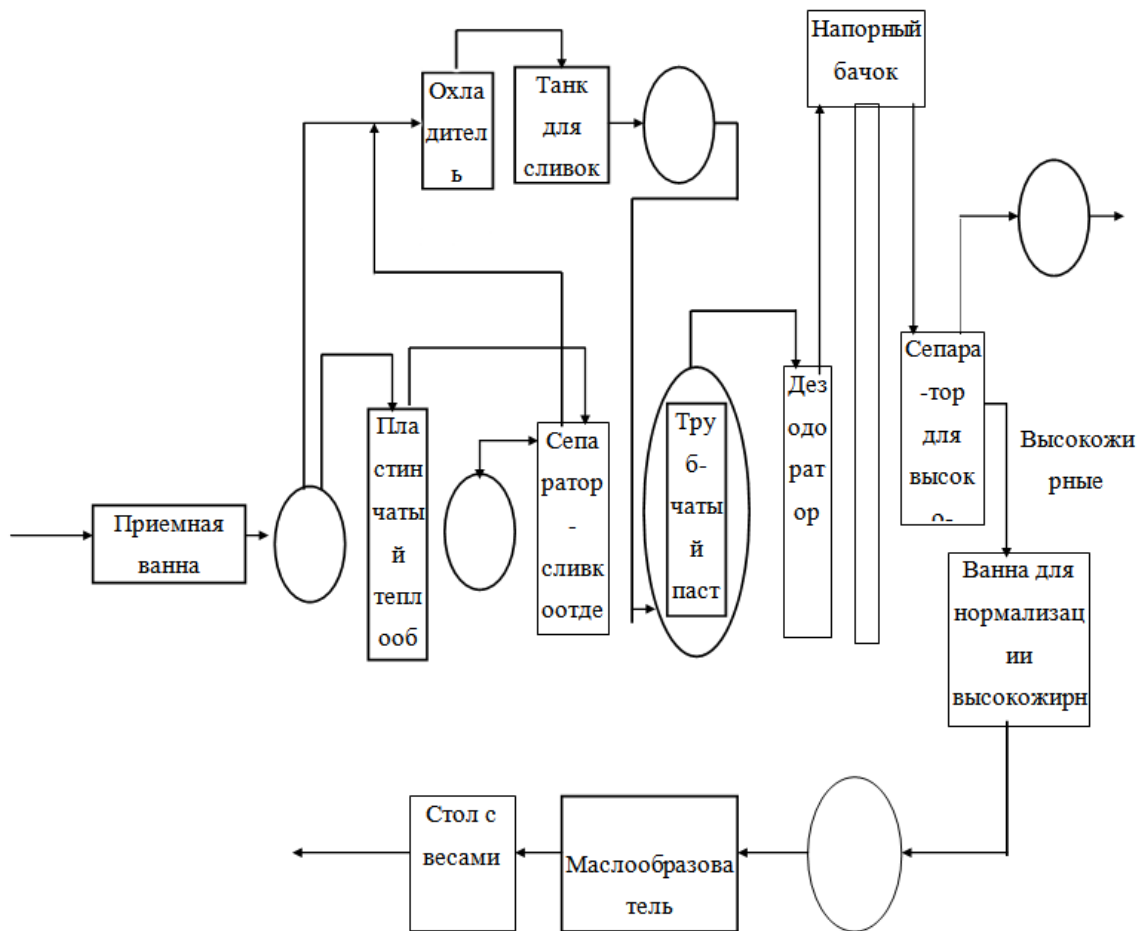 Напорный
бачок
Охла
дител
ь
Танк
для
сливок
Сепара
-тор
для
высок
о-
Высокожи
рные
Пла
стин
чаты
й
тепл
ооб
Сепа
ратор
-
сливк
оотде
Тру
б-
чаты
й
паст
Дез
одо
рат
ор
Приемная
ванна
Ванна для
нормализац
ии
высокожирн
Стол с
весами
Маслообразова
тель